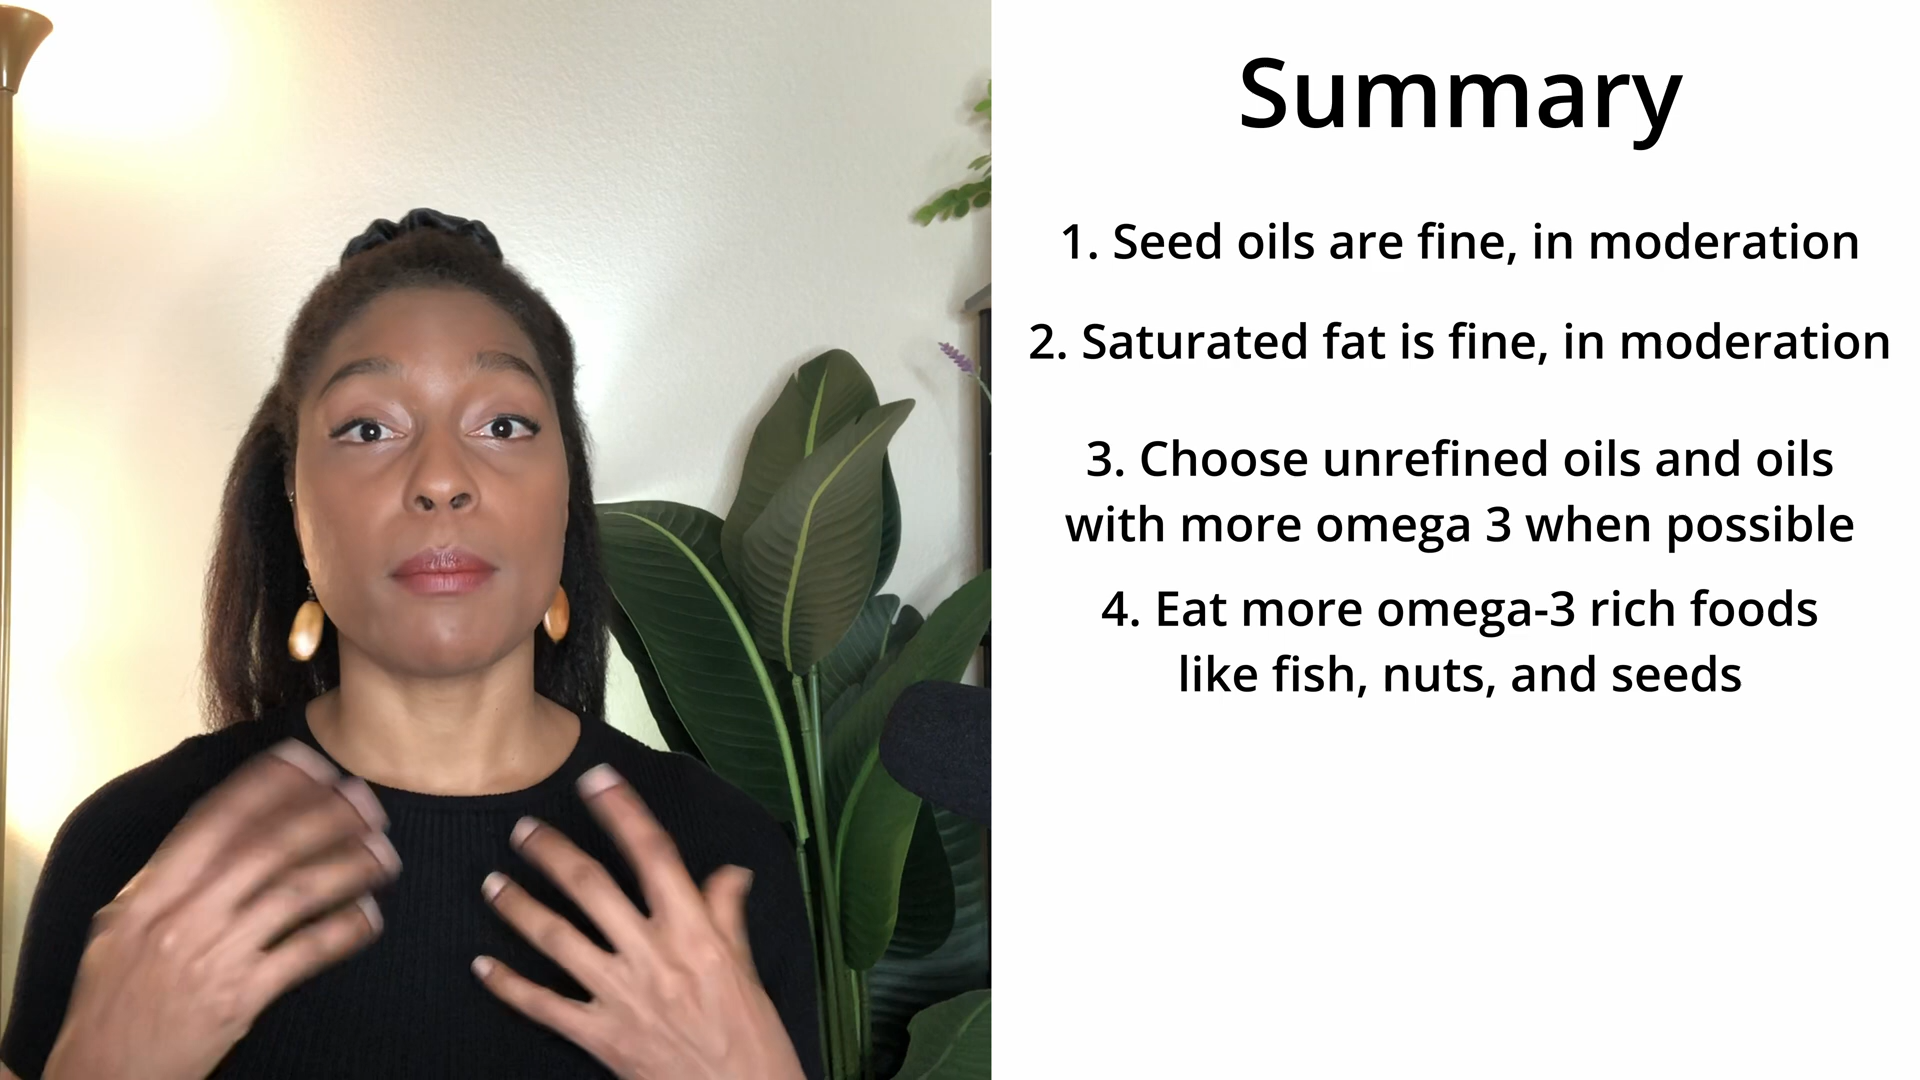 Summary
1. Seed oils are fine, in moderation
2. Saturated fat is fine, in moderation
3. Choose unrefined oils and oils
with more omega 3 when possible
4. Eat more omega-3 rich foods
like fish, nuts, and seeds